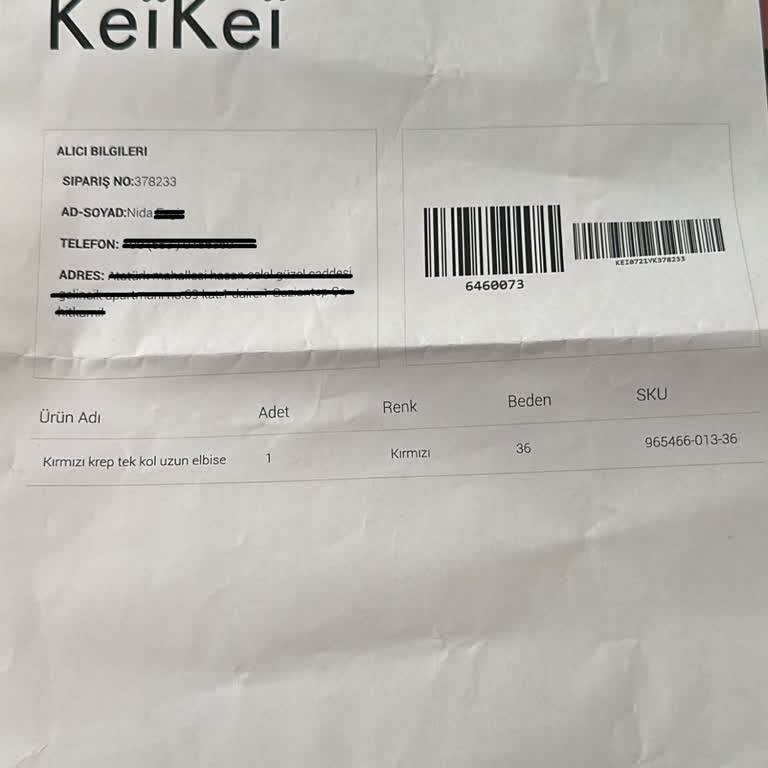 KeïKeï
ALICI BILGILERI
SIPARIŞ NO:378233
AD-SOYAD:Nida
TELEFON:
ADRES:
6460073
KEI0721YK378233
Ürün Adı Adet Renk Beden SKU
Kırmızı krep tek kol uzun elbise 1 Kırmızı 36 965466-013-36